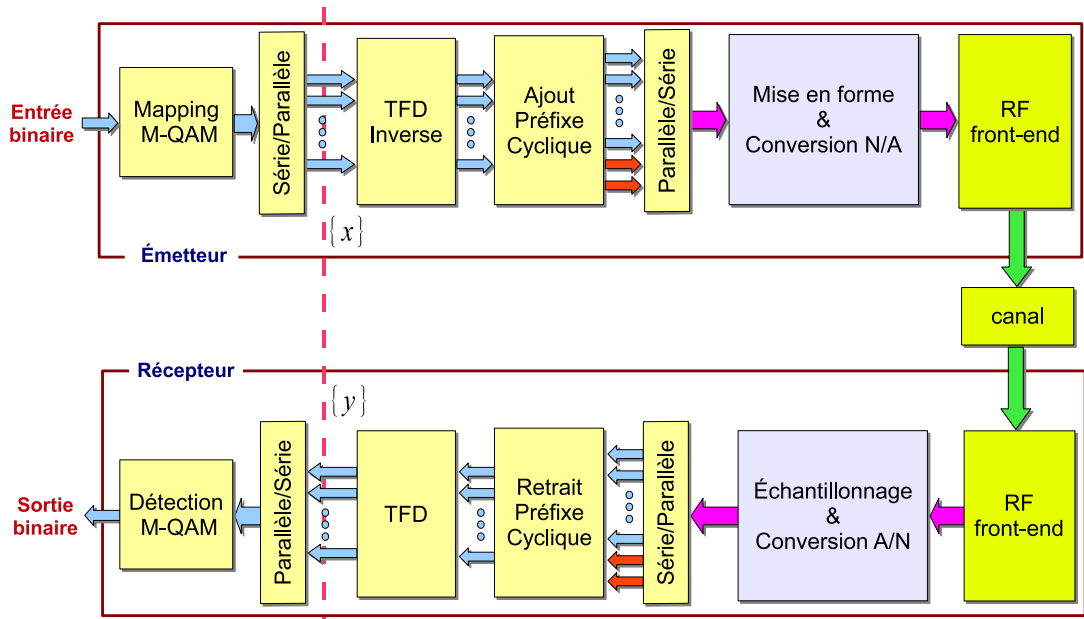 Entrée
binaire
Mapping
M-QAM
Série/Parallèle
TFD
Inverse
Ajout
Préfixe
Cyclique
Parallèle/Série
Mise en forme
&
Conversion N/A
RF
front-end
{x}
Émetteur
canal
Récepteur
{y}
Sortie
binaire
Détection
M-QAM
Parallèle/Série
TFD
Retrait
Préfixe
Cyclique
Série/Parallèle
Échantillonnage
&
Conversion A/N
RF
front-end